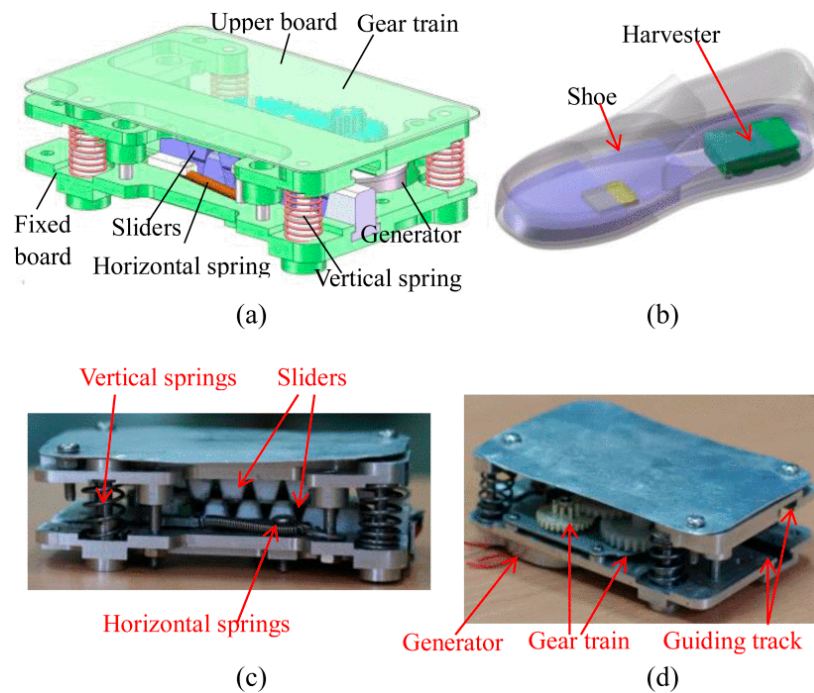 Upper board
Gear train
Fixed
board
Sliders
Horizontal spring
Generator
Vertical spring
(a)
Harvester
Shoe
(b)
Vertical springs
Sliders
Horizontal springs
(c)
Generator
Gear train
Guiding track
(d)